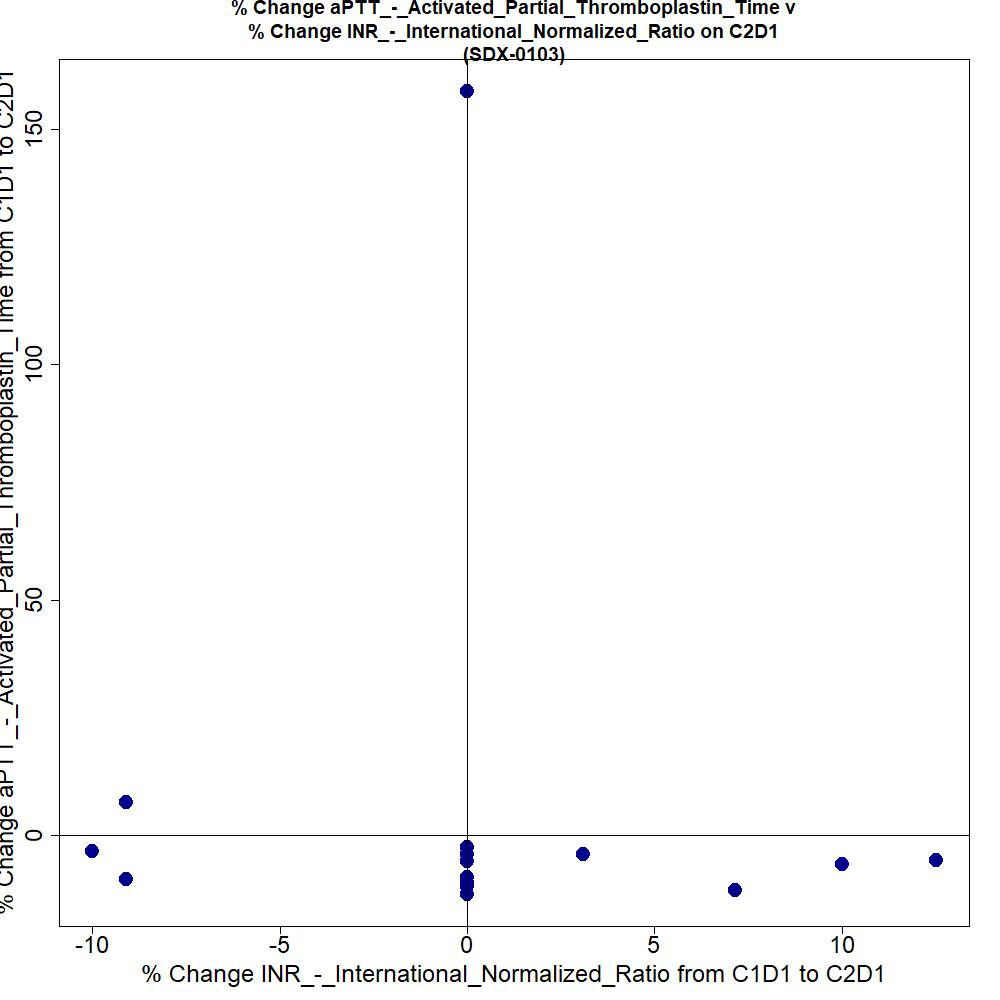 % Change aPTT_-_Activated_Partial_Thromboplastin_Time v
% Change INR_-_International_Normalized_Ratio on C2D1
(SDX-0103)
% Change aPTT_-_Activated_Partial_Thromboplastin_Time from C1D1 to C2D1
150
100
50
0
-10
-5
0
5
10
% Change INR_-_International_Normalized_Ratio from C1D1 to C2D1